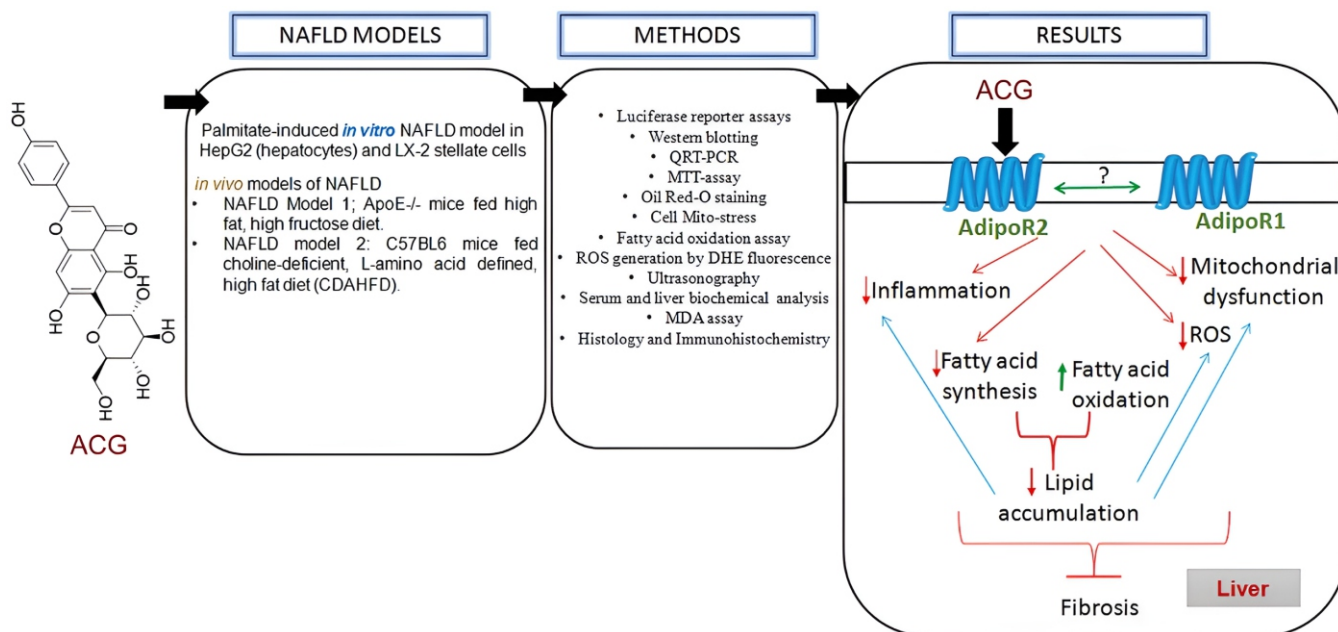 NAFLD MODELS
METHODS
RESULTS
OH
O
O
OH
HO
HO
OH
O
OH
HO
OH
ACG
Palmitate-induced in vitro NAFLD model in
HepG2 (hepatocytes) and LX-2 stellate cells
in vivo models of NAFLD
• NAFLD Model 1; ApoE-/- mice fed high
fat, high fructose diet.
• NAFLD model 2: C57BL6 mice fed
choline-deficient, L-amino acid defined,
high fat diet (CDAHFD).
• Luciferase reporter assays
• Western blotting
• QRT-PCR
• MTT-assay
• Oil Red-O staining
• Cell Mito-stress
• Fatty acid oxidation assay
• ROS generation by DHE fluorescence
• Ultrasonography
• Serum and liver biochemical analysis
• MDA assay
• Histology and Immunohistochemistry
ACG
?
AdipoR2
AdipoR1
Inflammation
Mitochondrial
dysfunction
ROS
Fatty acid
synthesis
Fatty acid
oxidation
Lipid
accumulation
Fibrosis
Liver